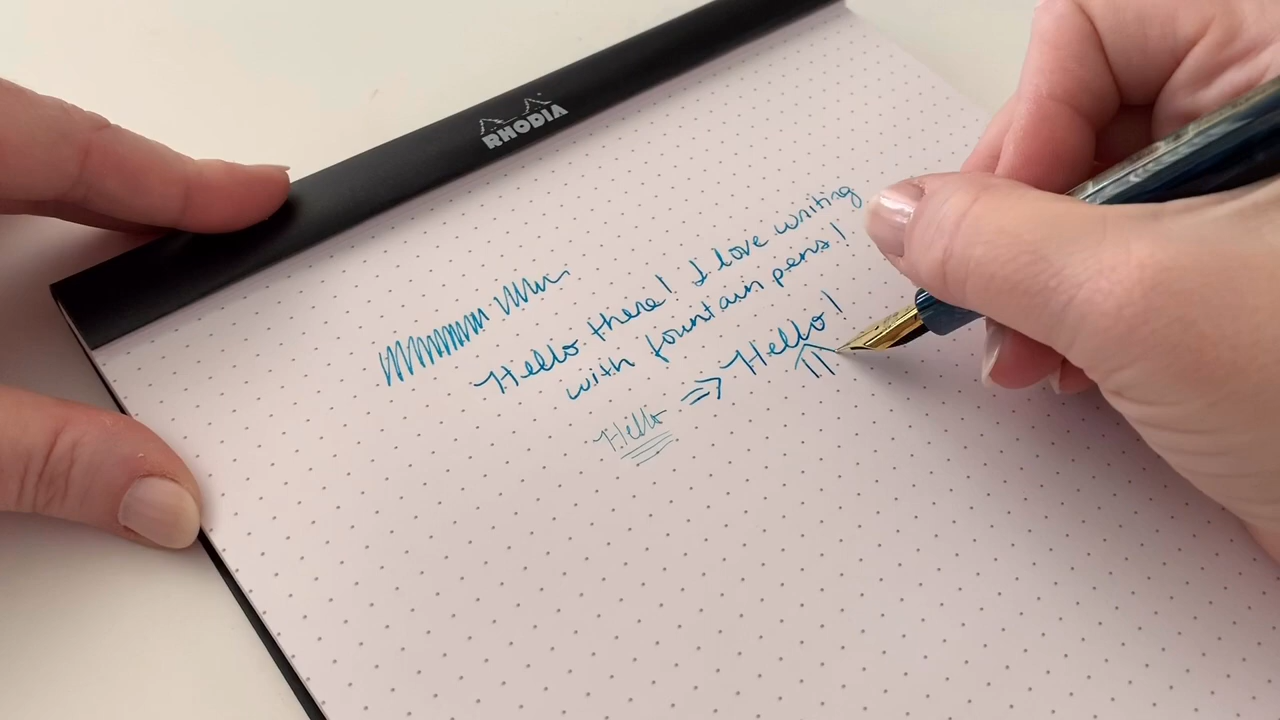 RHODIA
Hello there! I love writing
with fountain pens!
Hello => Hello!